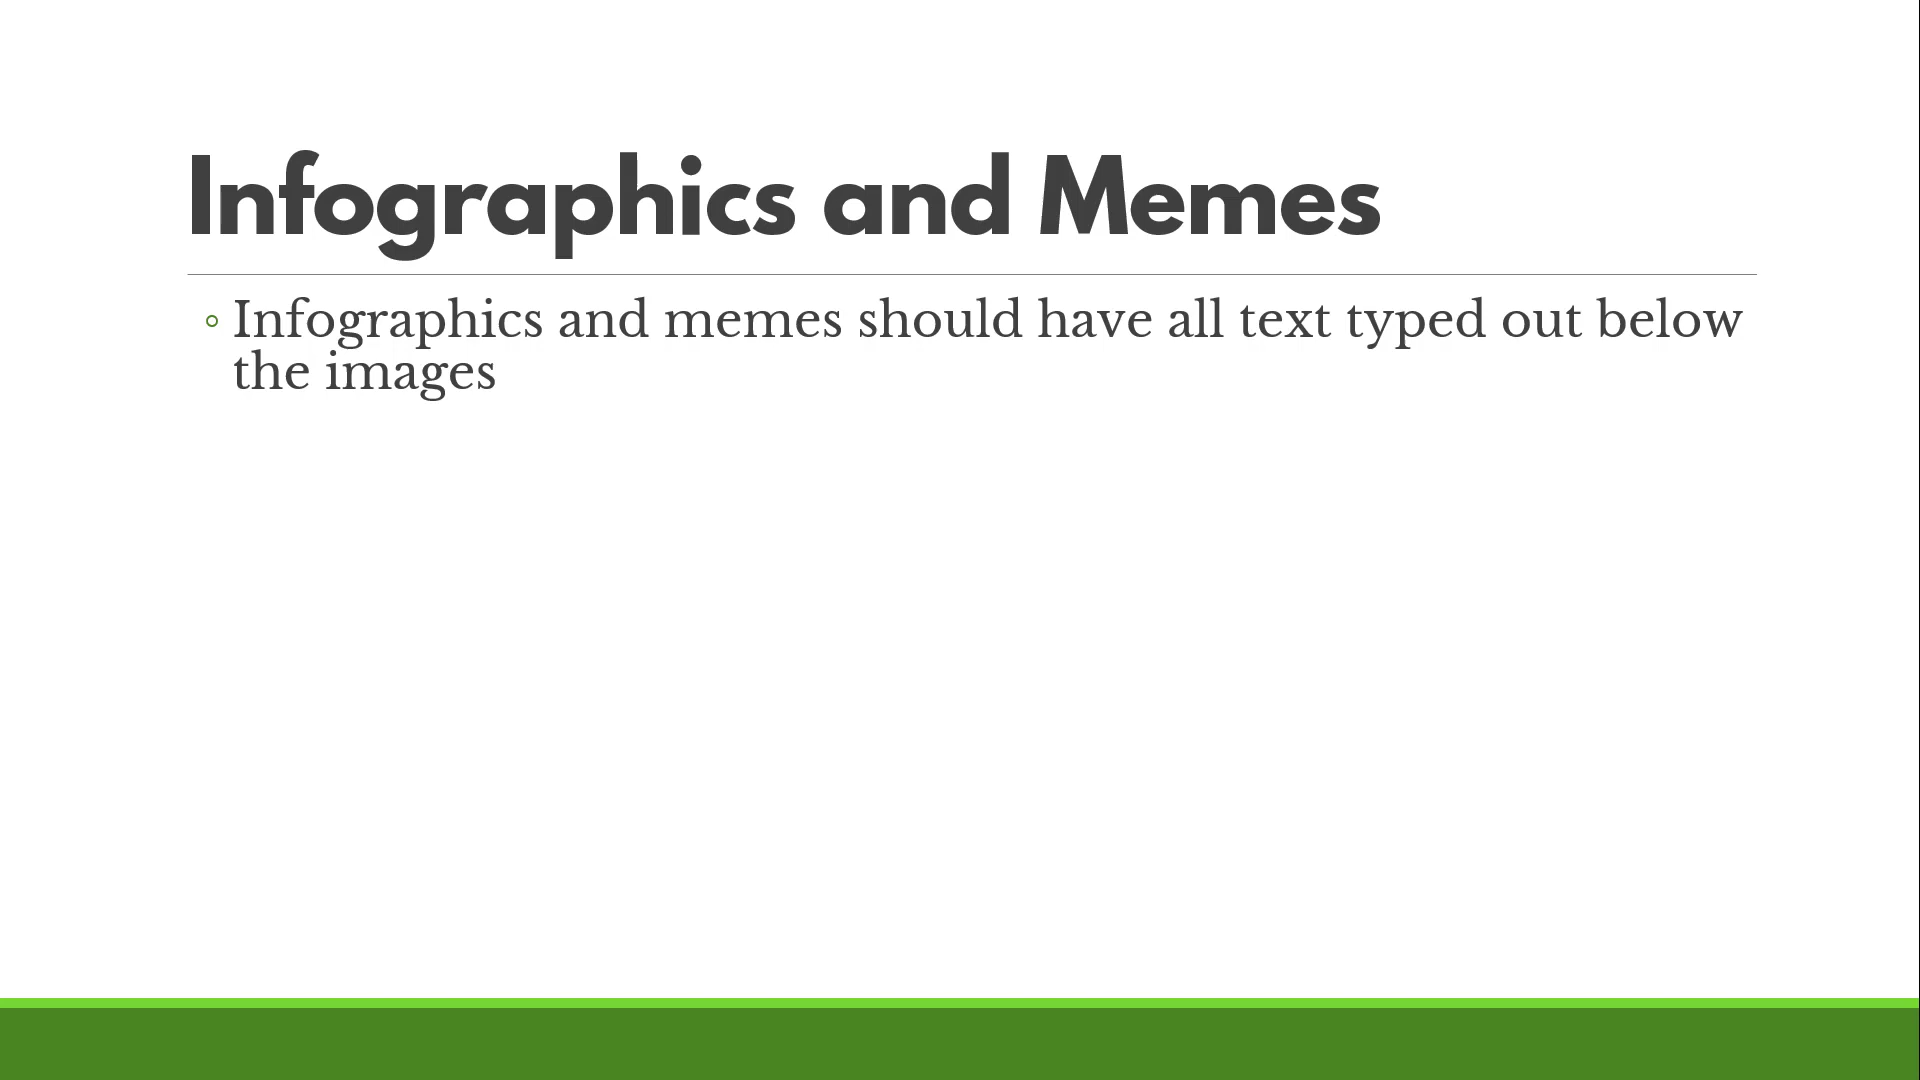 Infographics and Memes
◦ Infographics and memes should have all text typed out below
the images